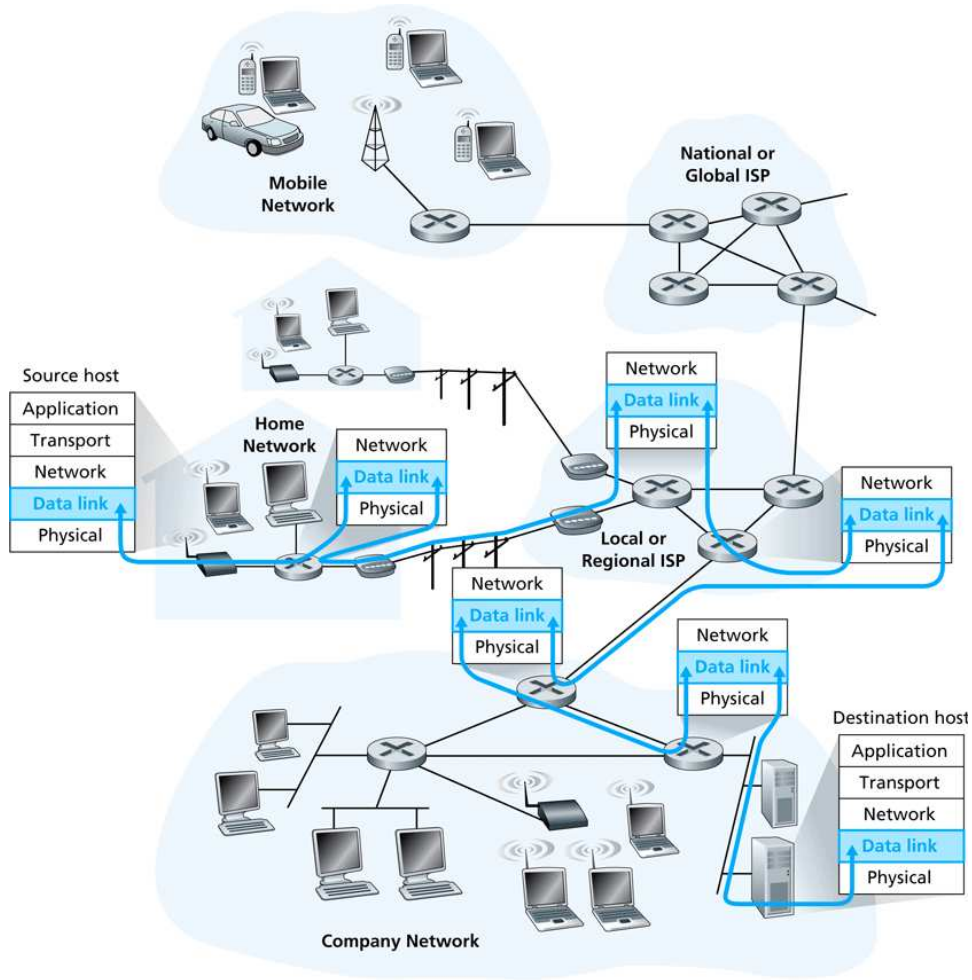 Mobile
Network
National or
Global ISP
Source host
Application
Transport
Network
Data link
Physical
Home
Network
Network
Data link
Physical
Network
Data link
Physical
Local or
Regional ISP
Network
Data link
Physical
Network
Data link
Physical
Network
Data link
Physical
Destination host
Application
Transport
Network
Data link
Physical
Company Network